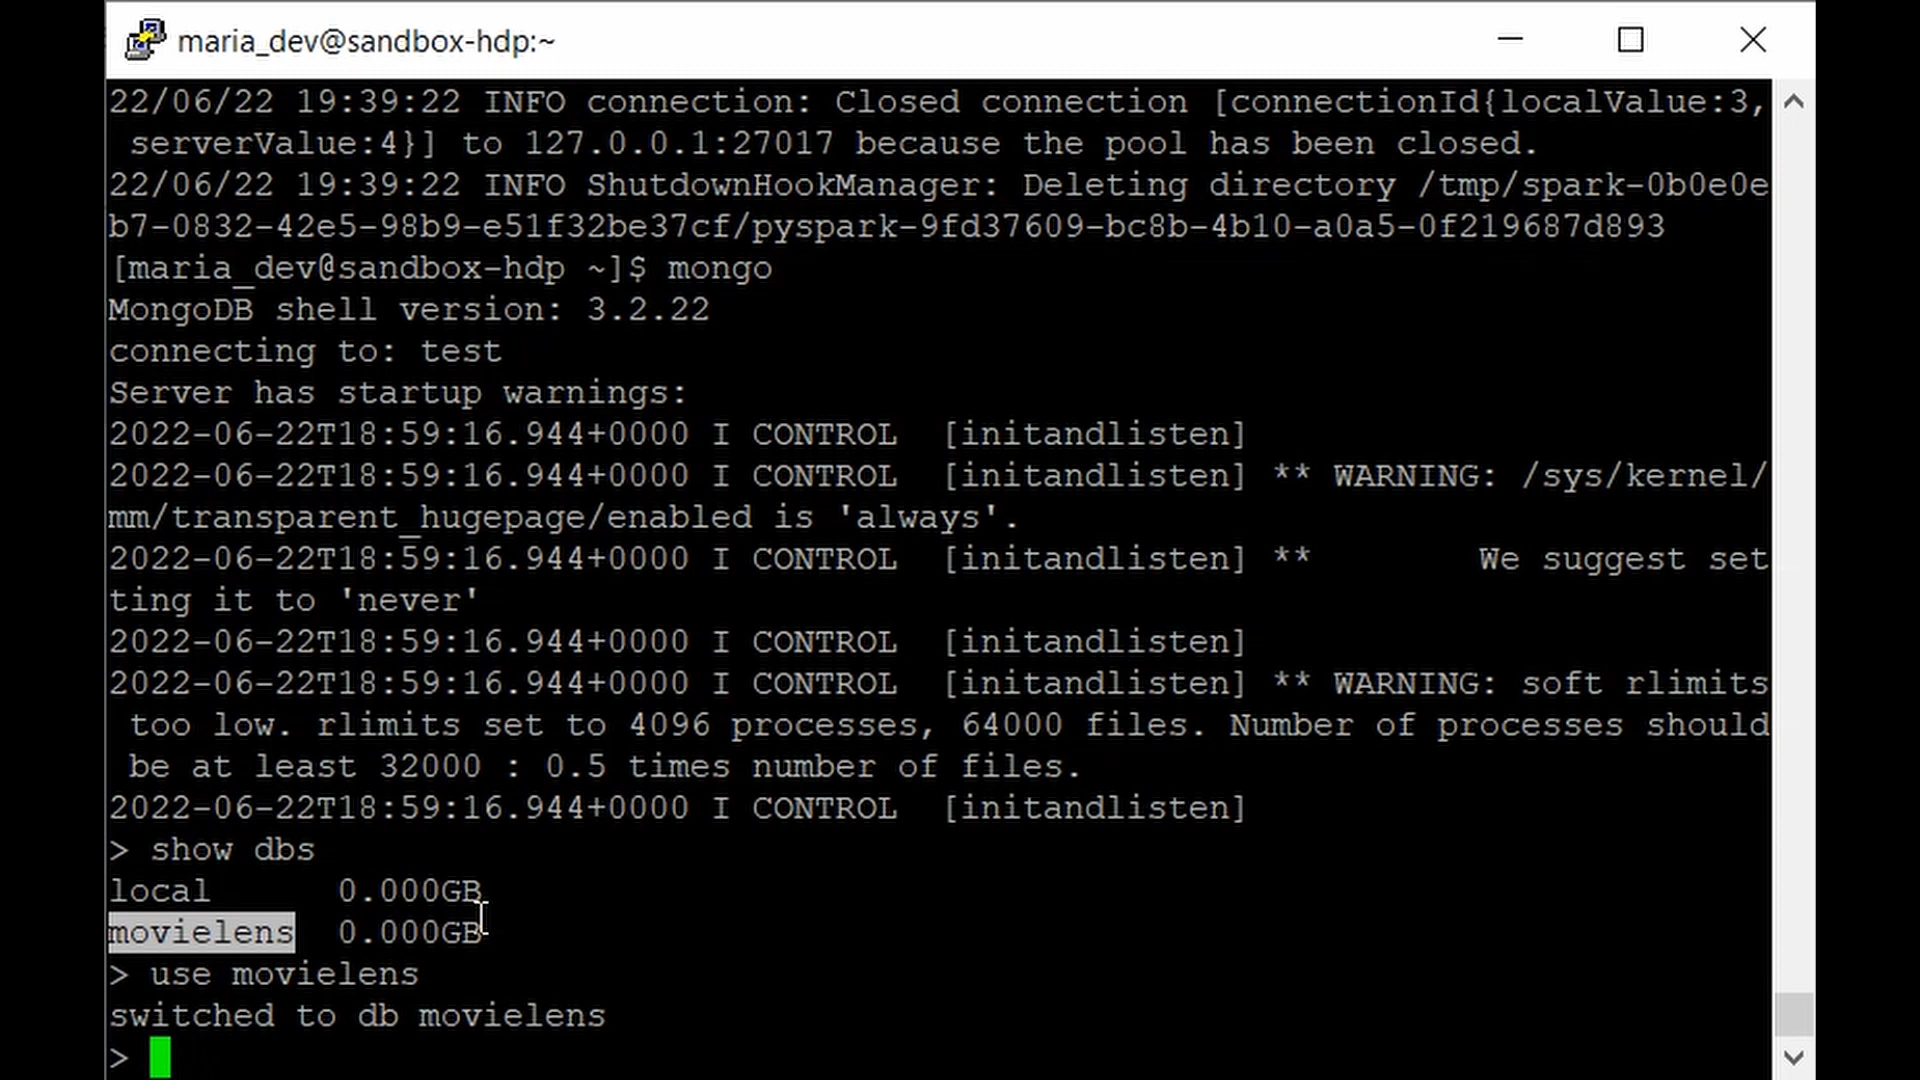 maria_dev@sandbox-hdp:~
22/06/22 19:39:22 INFO connection: Closed connection [connectionId{localValue:3,
 serverValue:4}] to 127.0.0.1:27017 because the pool has been closed.
22/06/22 19:39:22 INFO ShutdownHookManager: Deleting directory /tmp/spark-0b0e0e
b7-0832-42e5-98b9-e51f32be37cf/pyspark-9fd37609-bc8b-4b10-a0a5-0f219687d893
[maria_dev@sandbox-hdp ~]$ mongo
MongoDB shell version: 3.2.22
connecting to: test
Server has startup warnings:
2022-06-22T18:59:16.944+0000 I CONTROL  [initandlisten]
2022-06-22T18:59:16.944+0000 I CONTROL  [initandlisten] ** WARNING: /sys/kernel/
mm/transparent_hugepage/enabled is 'always'.
2022-06-22T18:59:16.944+0000 I CONTROL  [initandlisten] **        We suggest set
ting it to 'never'
2022-06-22T18:59:16.944+0000 I CONTROL  [initandlisten]
2022-06-22T18:59:16.944+0000 I CONTROL  [initandlisten] ** WARNING: soft rlimits
 too low. rlimits set to 4096 processes, 64000 files. Number of processes should
 be at least 32000 : 0.5 times number of files.
2022-06-22T18:59:16.944+0000 I CONTROL  [initandlisten]
> show dbs
local      0.000GB
movielens  0.000GB
> use movielens
switched to db movielens
>